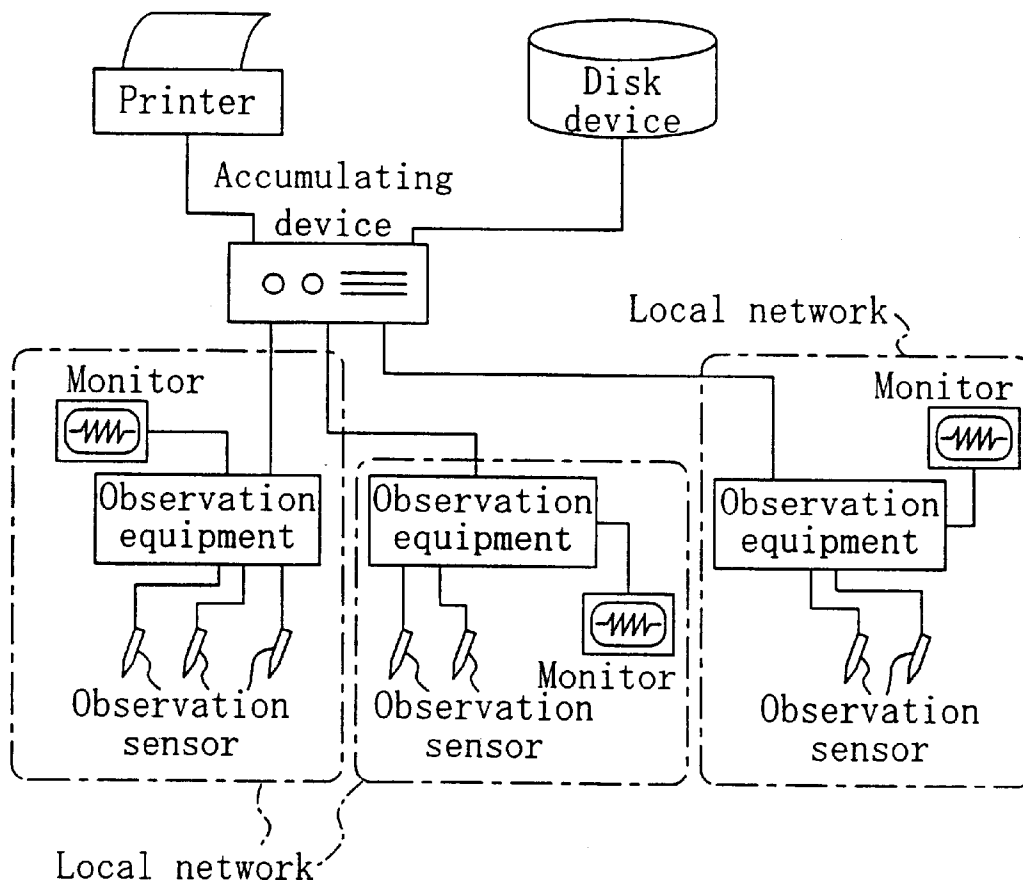 Printer
Disk
device
Accumulating
device
Local network
Monitor
Monitor
Observation
equipment
Observation
equipment
Observation
equipment
Observation
sensor
Monitor
Observation
sensor
Observation
sensor
Local network